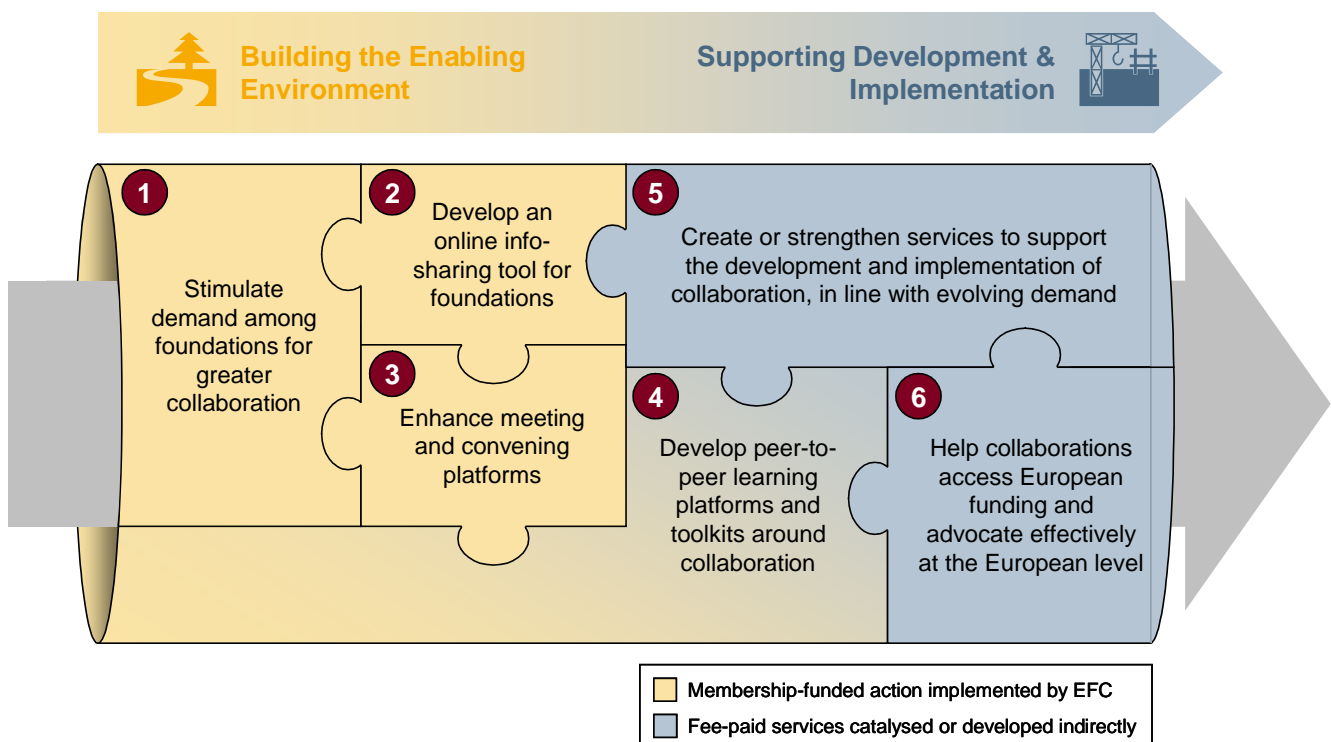 Building the Enabling
Environment
Supporting Development &
Implementation
1
Stimulate
demand among
foundations for
greater
collaboration
2
Develop an
online info-
sharing tool for
foundations
3
Enhance meeting
and convening
platforms
5
Create or strengthen services to support
the development and implementation of
collaboration, in line with evolving demand
4
Develop peer-to-
peer learning
platforms and
toolkits around
collaboration
6
Help collaborations
access European
funding and
advocate effectively
at the European level
Membership-funded action implemented by EFC
Fee-paid services catalysed or developed indirectly